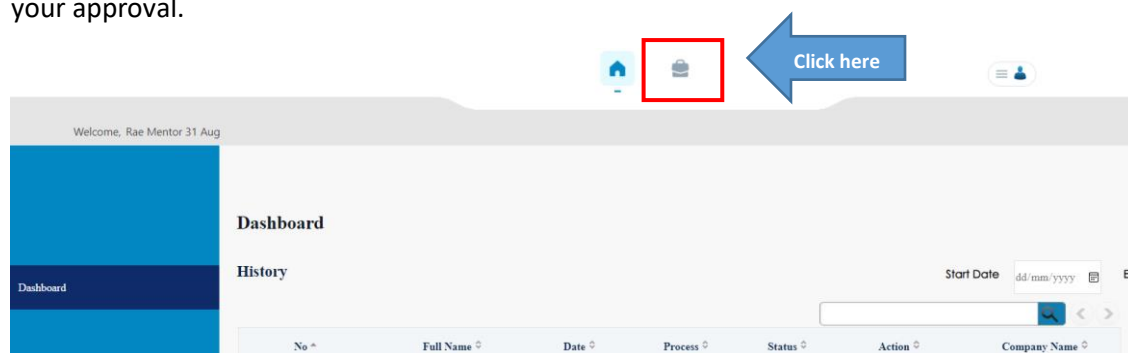 your approval.
Click here
Welcome, Rae Mentor 31 Aug
Dashboard
History
Start Date dd/mm/yyyy E
Dashboard
No Full Name Date Process Status Action Company Name